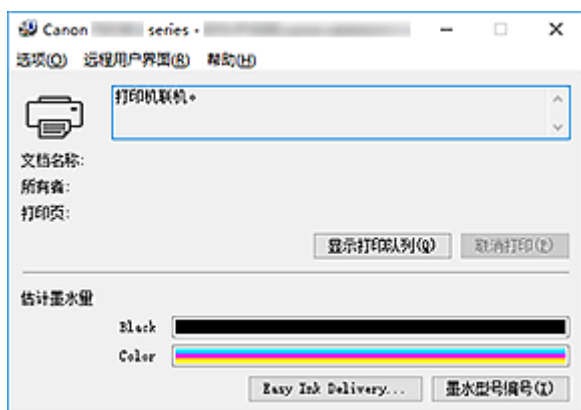 Canon series -
选项(O) 远程用户界面(R) 帮助(H)
打印机联机。
文档名称:
所有者:
打印页:
显示打印队列(Q) 取消打印(P)
估计墨水量
Black
Color
Easy Ink Delivery... 墨水型号编号(I)